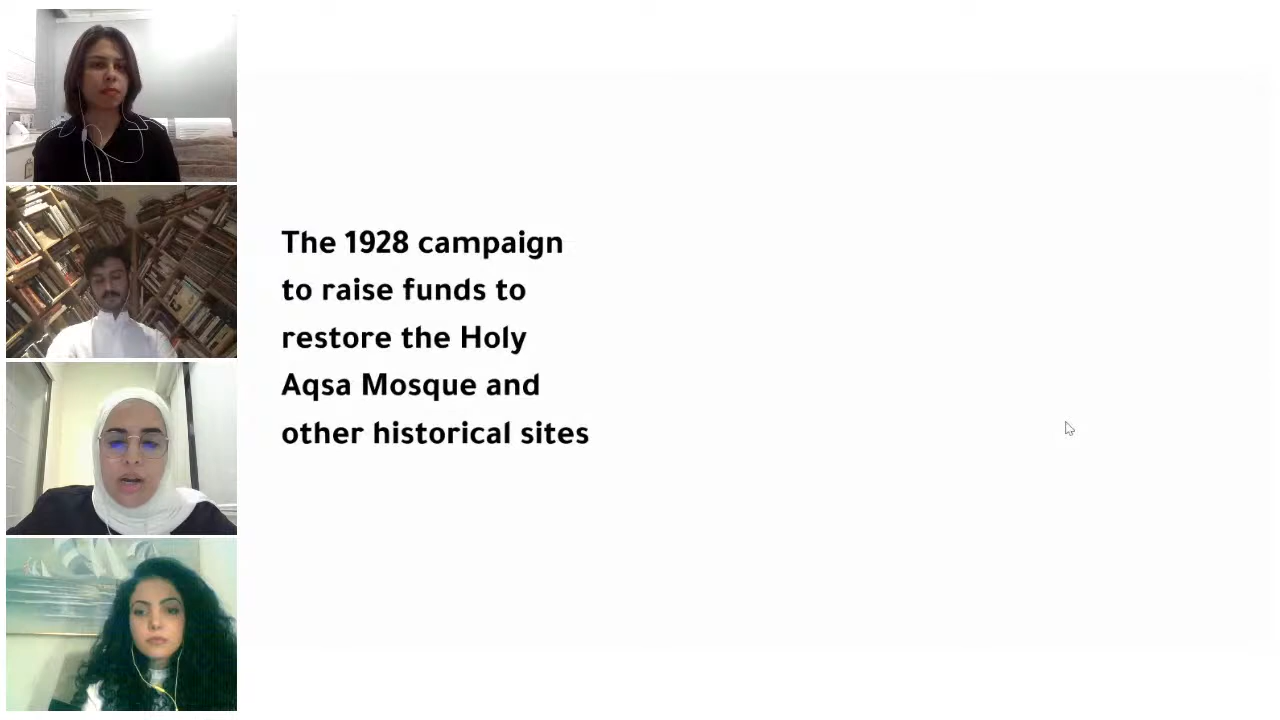 The 1928 campaign
to raise funds to
restore the Holy
Aqsa Mosque and
other historical sites